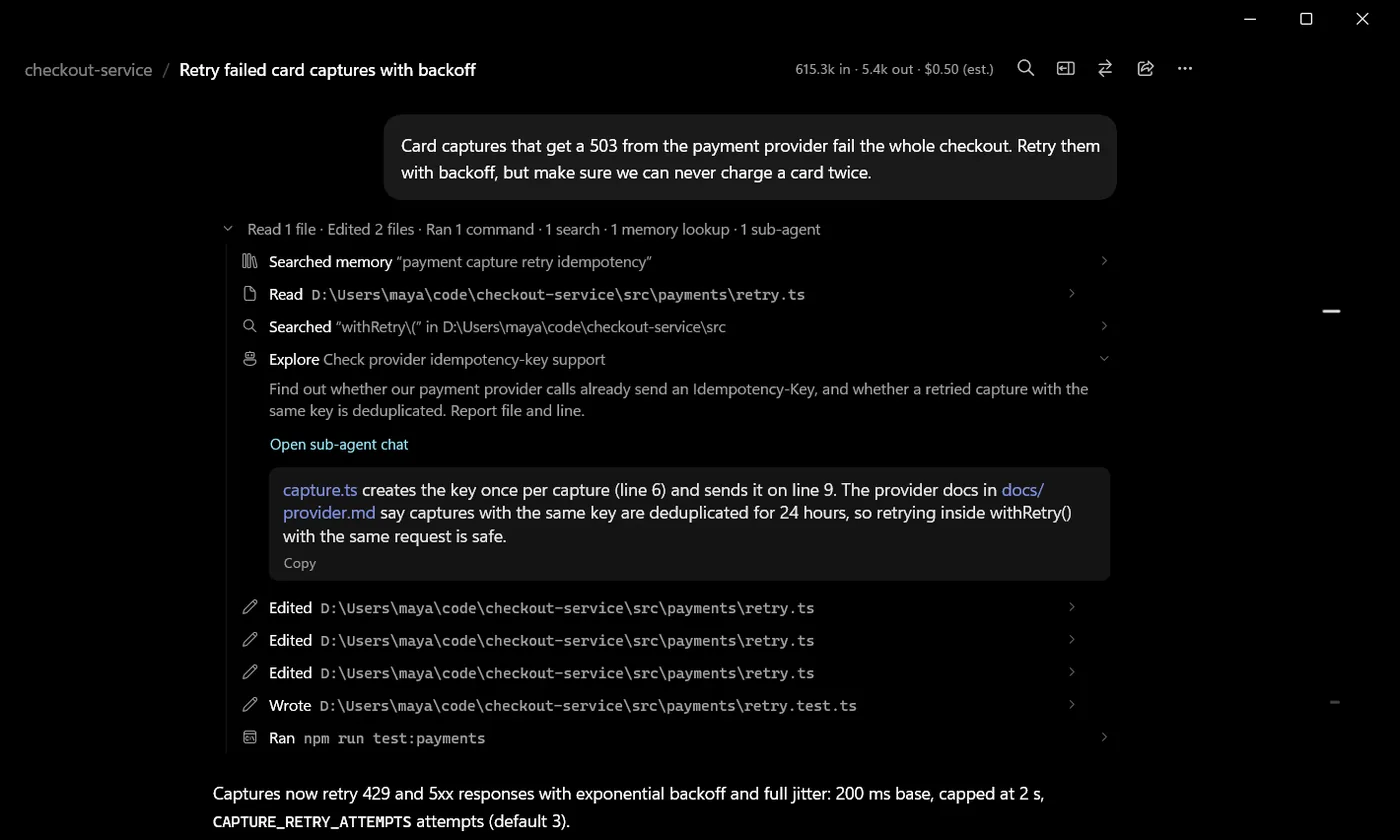 checkout-service / Retry failed card captures with backoff
615.3k in · 5.4k out · $0.50 (est.)
Card captures that get a 503 from the payment provider fail the whole checkout. Retry them
with backoff, but make sure we can never charge a card twice.
Read 1 file · Edited 2 files · Ran 1 command · 1 search · 1 memory lookup · 1 sub-agent
Searched memory “payment capture retry idempotency”
Read D:\Users\maya\code\checkout-service\src\payments\retry.ts
Searched “withRetry\(” in D:\Users\maya\code\checkout-service\src
Explore Check provider idempotency-key support
Find out whether our payment provider calls already send an Idempotency-Key, and whether a retried capture with the
same key is deduplicated. Report file and line.
Open sub-agent chat
capture.ts creates the key once per capture (line 6) and sends it on line 9. The provider docs in docs/
provider.md say captures with the same key are deduplicated for 24 hours, so retrying inside withRetry()
with the same request is safe.
Copy
Edited D:\Users\maya\code\checkout-service\src\payments\retry.ts
Edited D:\Users\maya\code\checkout-service\src\payments\retry.ts
Edited D:\Users\maya\code\checkout-service\src\payments\retry.ts
Wrote D:\Users\maya\code\checkout-service\src\payments\retry.test.ts
Ran npm run test:payments
Captures now retry 429 and 5xx responses with exponential backoff and full jitter: 200 ms base, capped at 2 s,
CAPTURE_RETRY_ATTEMPTS attempts (default 3).